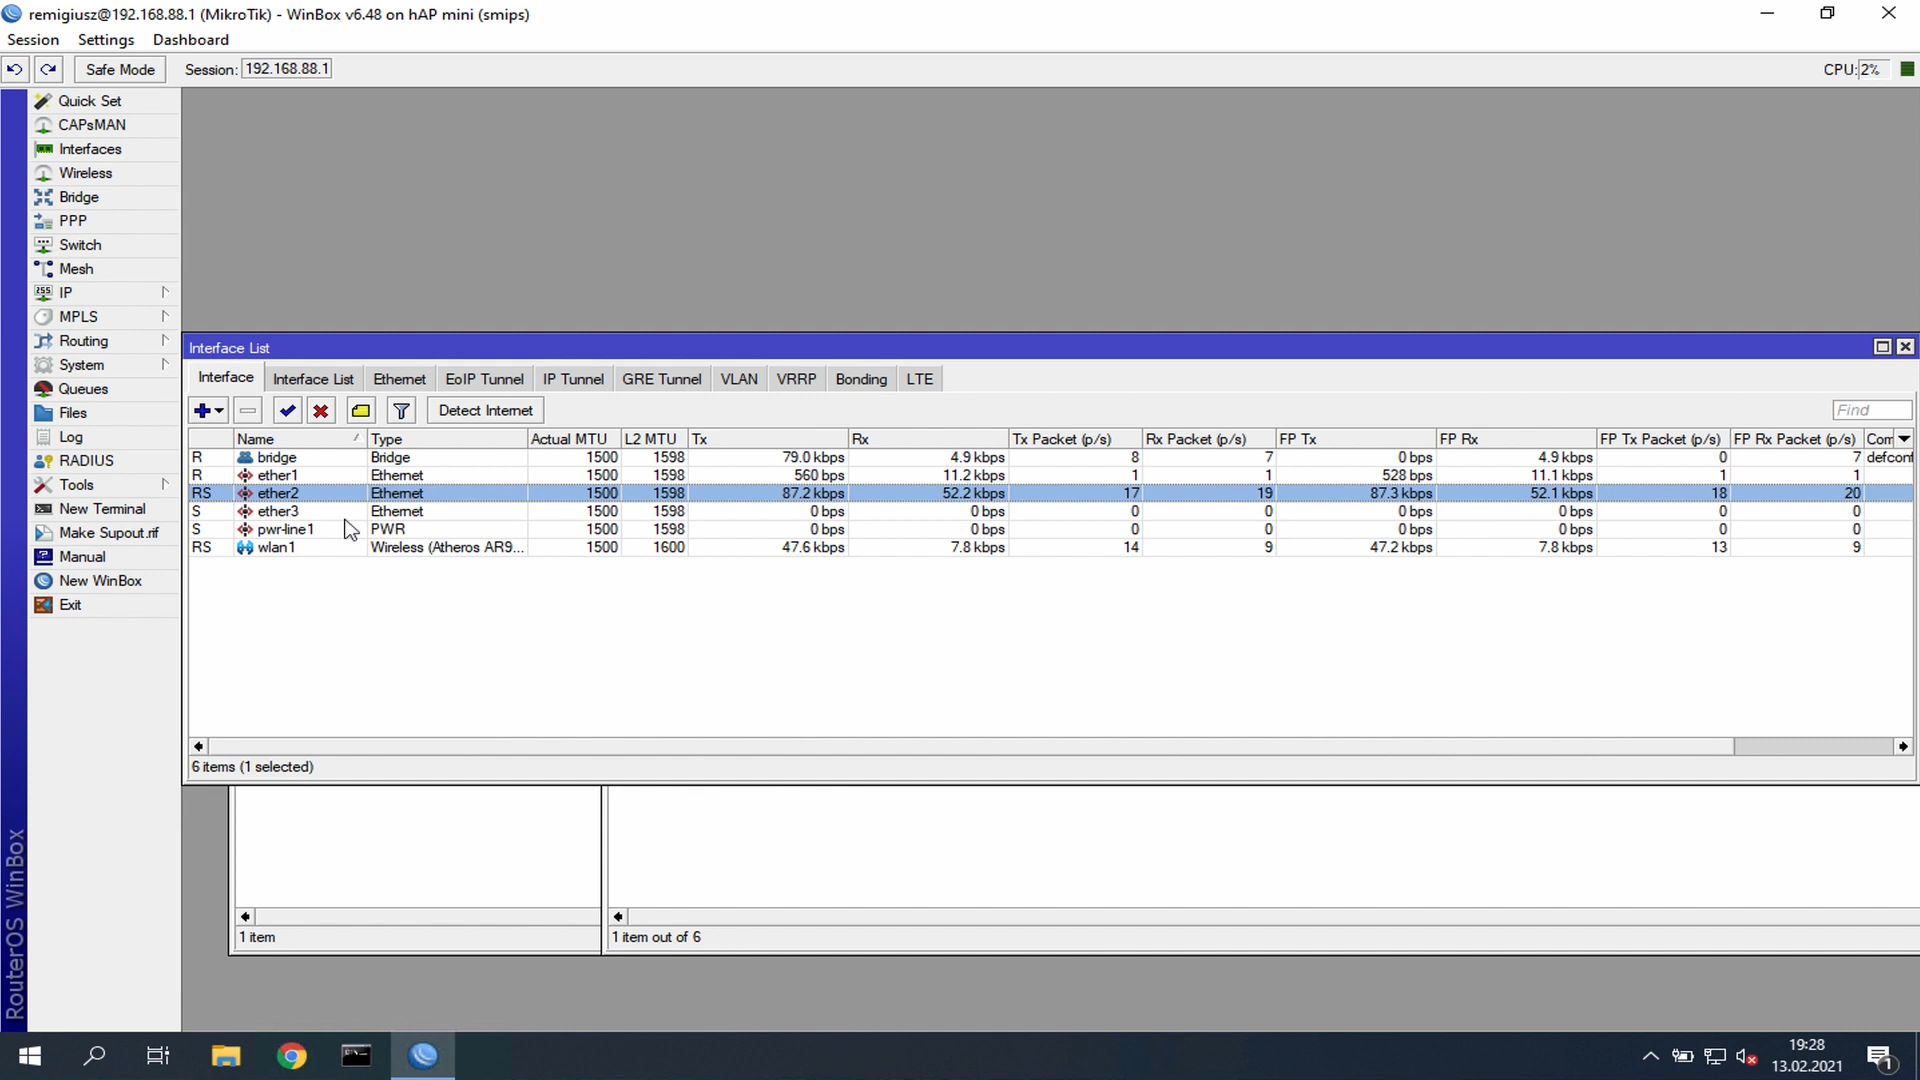 remigiusz@192.168.88.1 (MikroTik) - WinBox v6.48 on hAP mini (smips)
Session Settings Dashboard
Safe Mode Session: 192.168.88.1 CPU: 2%
Quick Set
CAPsMAN
Interfaces
Wireless
Bridge
PPP
Switch
Mesh
IP
MPLS
Routing
System
Queues
Files
Log
RADIUS
Tools
New Terminal
Make Supout.rif
Manual
New WinBox
Exit
RouterOS WinBox
Interface List
Interface Interface List Ethernet EoIP Tunnel IP Tunnel GRE Tunnel VLAN VRRP Bonding LTE
Detect Internet Find
Name Type Actual MTU L2 MTU Tx Rx Tx Packet (p/s) Rx Packet (p/s) FP Tx FP Rx FP Tx Packet (p/s) FP Rx Packet (p/s) Com
R bridge Bridge 1500 1598 79.0 kbps 4.9 kbps 8 7 0 bps 4.9 kbps 0 7 defconf
R ether1 Ethernet 1500 1598 560 bps 11.2 kbps 1 1 528 bps 11.1 kbps 1 1
RS ether2 Ethernet 1500 1598 87.2 kbps 52.2 kbps 17 19 87.3 kbps 52.1 kbps 18 20
S ether3 Ethernet 1500 1598 0 bps 0 bps 0 0 0 bps 0 bps 0 0
S pwr-line1 PWR 1500 1598 0 bps 0 bps 0 0 0 bps 0 bps 0 0
RS wlan1 Wireless (Atheros AR9... 1500 1600 47.6 kbps 7.8 kbps 14 9 47.2 kbps 7.8 kbps 13 9
6 items (1 selected)
1 item 1 item out of 6
19:28
13.02.2021
1